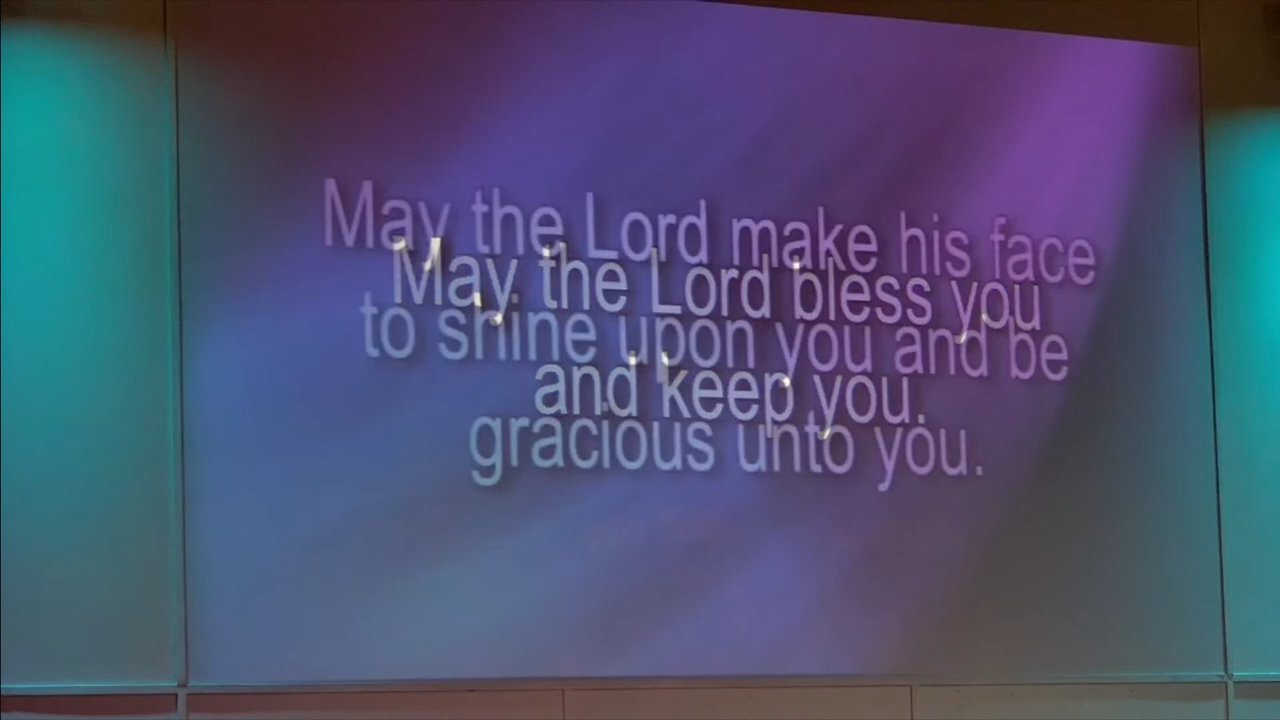 May the Lord make his face
May the Lord bless you
to shine upon you and be
and keep you.
gracious unto you.